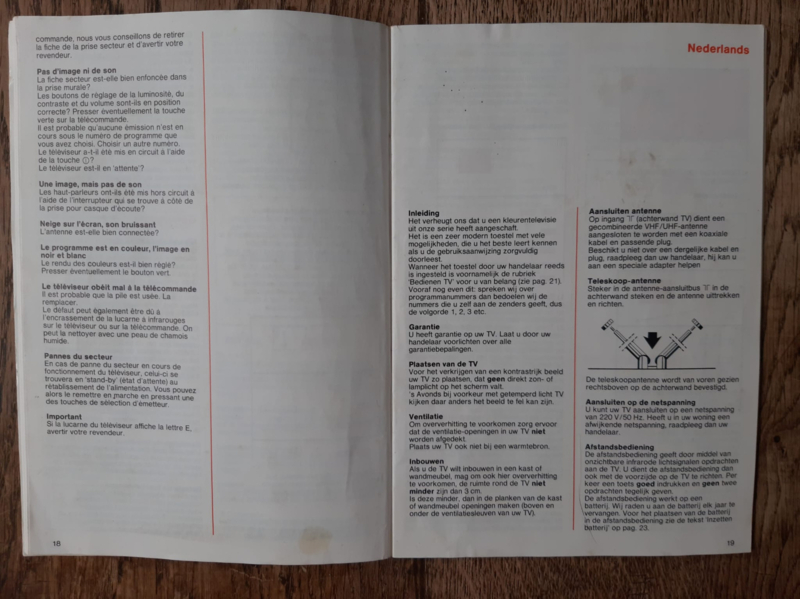 commande, nous vous conseillons de retirer
la fiche de la prise secteur et d'avertir votre
revendeur.
Pas d'image ni de son
La fiche secteur est-elle bien enfoncée dans
la prise murale?
Les boutons de réglage de la luminosité, du
contraste et du volume sont-ils en position
correcte? Presser éventuellement la touche
verte sur la télécommande.
Il est probable qu'aucune émission n'est en
cours sous le numéro de programme que
vous avez choisi. Choisir un autre numéro.
Le téléviseur a-t-il été mis en circuit à l'aide
de la touche ?
Le téléviseur est-il en 'attente'?
Une image, mais pas de son
Les haut-parleurs ont-ils été mis hors circuit à
l'aide de l'interrupteur qui se trouve à côté de
la prise pour casque d'écoute?
Neige sur l'écran, son bruissant
L'antenne est-elle bien connectée?
Le programme est en couleur, l'image en
noir et blanc
Le rendu des couleurs est-il bien réglé?
Presser éventuellement le bouton vert.
Le téléviseur obéit mal à la télécommande
Il est probable que la pile est usée. La
remplacer.
Le défaut peut également être dû à
l'encrassement de la lucarne à infrarouges
sur le téléviseur ou sur la télécommande. On
peut la nettoyer avec une peau de chamois
humide.
Pannes du secteur
En cas de panne du secteur en cours de
fonctionnement du téléviseur, celui-ci se
trouvera en 'stand-by' (état d'attente) au
rétablissement de l'alimentation. Vous pouvez
alors le remettre en marche en pressant une
des touches de sélection d'émetteur.
Important
Si la lucarne du téléviseur affiche la lettre E,
avertir votre revendeur.
18
Nederlands
Inleiding
Het verheugt ons dat u een kleurentelevisie
uit onze serie heeft aangeschaft.
Het is een zeer modern toestel met vele
mogelijkheden, die u het beste leert kennen
als u de gebruiksaanwijzing zorgvuldig
doorleest.
Wanneer het toestel door uw handelaar reeds
is ingesteld is voornamelijk de rubriek
'Bedienen TV' voor u van belang (zie pag. 21).
Vooraf nog even dit: spreken wij over
programmanummers dan bedoelen wij de
nummers die u zelf aan de zenders geeft, dus
de volgorde 1, 2, 3 etc.
Garantie
U heeft garantie op uw TV. Laat u door uw
handelaar voorlichten over alle
garantiebepalingen.
Plaatsen van de TV
Voor het verkrijgen van een kontrastrijk beeld
uw TV zo plaatsen, dat geen direkt zon- of
lamplicht op het scherm valt.
's Avonds bij voorkeur met getemperd licht TV
kijken daar anders het beeld te fel kan zijn.
Ventilatie
Om oververhitting te voorkomen zorg ervoor
dat de ventilatie-openingen in uw TV niet
worden afgedekt.
Plaats uw TV ook niet bij een warmtebron.
Inbouwen
Als u de TV wilt inbouwen in een kast of
wandmeubel, mag om ook hier oververhitting
te voorkomen, de ruimte rond de TV niet
minder zijn dan 3 cm.
Is deze minder, dan in de planken van de kast
of wandmeubel openingen maken (boven en
onder de ventilatiesleuven van uw TV).
Aansluiten antenne
Op ingang (achterwand TV) dient een
gecombineerde VHF/UHF-antenne
aangesloten te worden met een koaxiale
kabel en passende plug.
Beschikt u niet over een dergelijke kabel en
plug, raadpleeg dan uw handelaar, hij kan u
aan een speciale adapter helpen
Teleskoop-antenne
Steker in de antenne-aansluitbus in de
achterwand steken en de antenne uittrekken
en richten.
De teleskoopantenne wordt van voren gezien
rechtsboven op de achterwand bevestigd.
Aansluiten op de netspanning
U kunt uw TV aansluiten op een netspanning
van 220 V/50 Hz. Heeft u in uw woning een
afwijkende netspanning, raadpleeg dan uw
handelaar.
Afstandsbediening
De afstandsbediening geeft door middel van
onzichtbare infrarode lichtsignalen opdrachten
aan de TV. U dient de afstandsbediening dan
ook met de voorzijde op de TV te richten. Per
keer een toets goed indrukken en geen twee
opdrachten tegelijk geven.
De afstandsbediening werkt op een
batterij. Wij raden u aan de batterij elk jaar te
vervangen. Voor het plaatsen van de batterij
in de afstandsbediening zie de tekst 'Inzetten
batterij' op pag. 23.
19